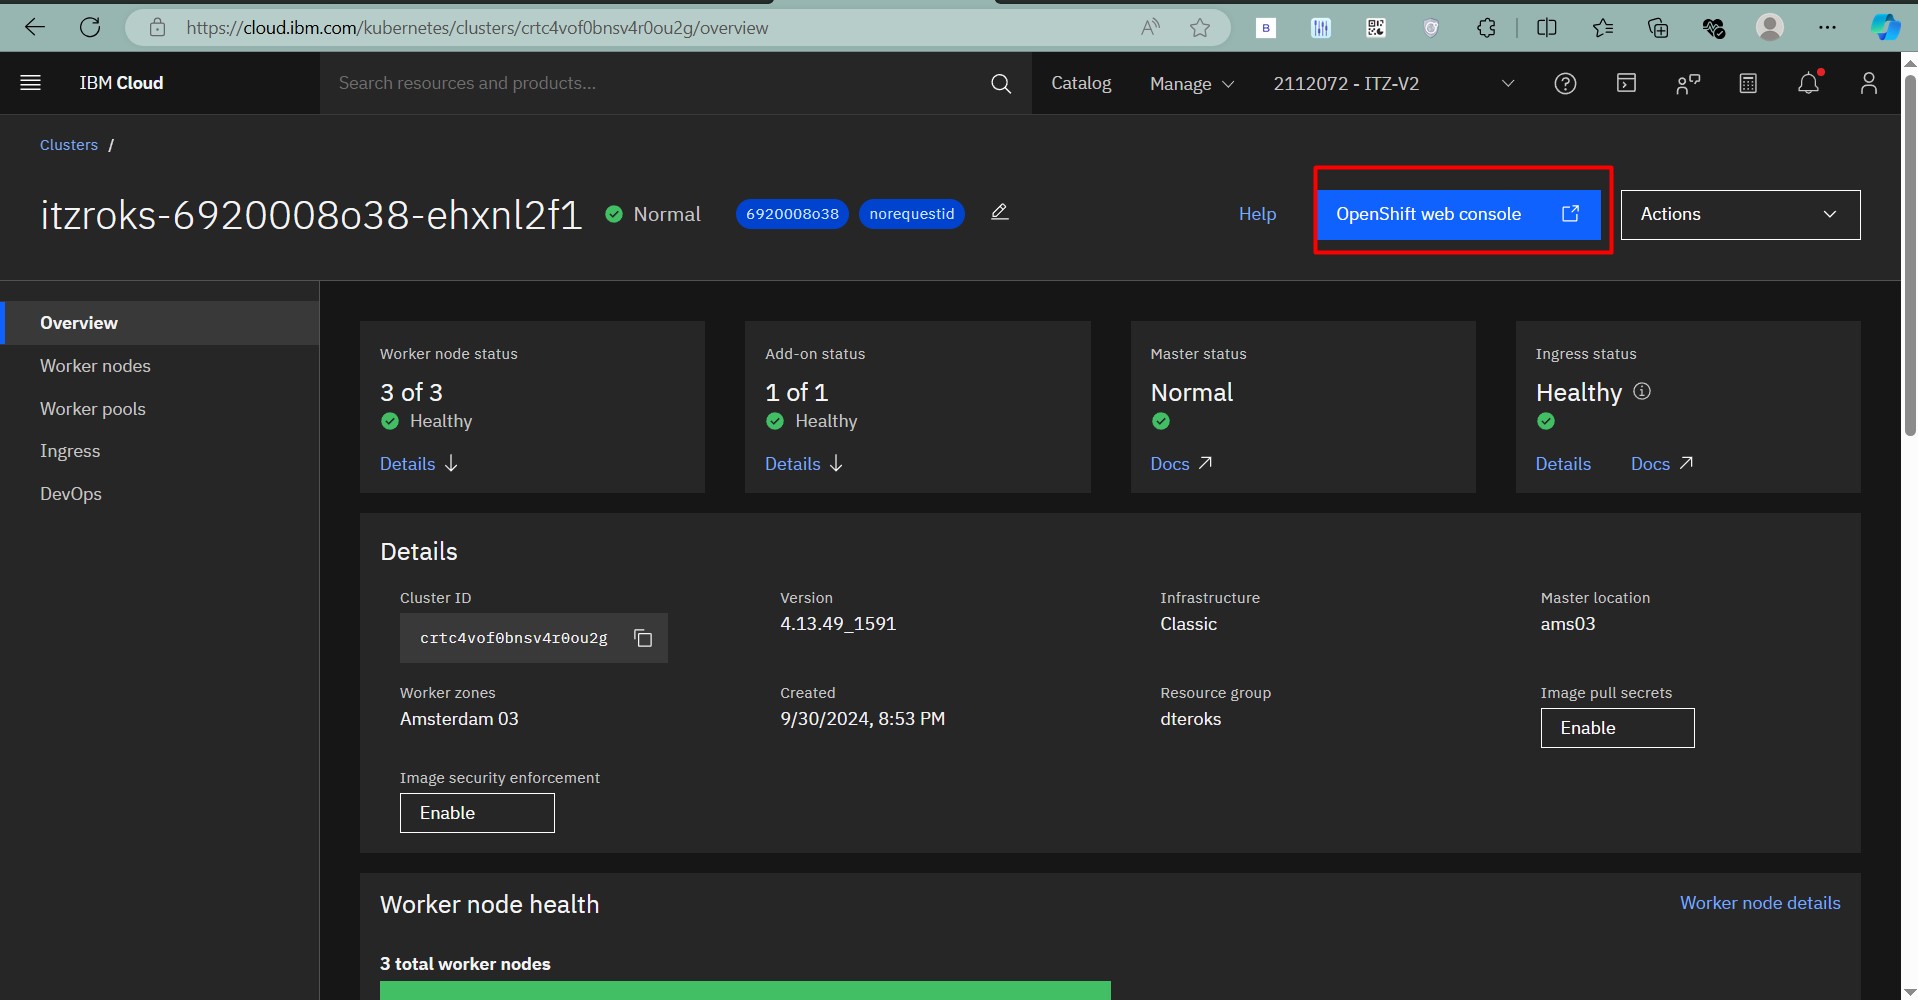 https://cloud.ibm.com/kubernetes/clusters/crtc4vof0bnsv4r0ou2g/overview
B
IBM Cloud
Search resources and products...
Catalog
Manage
2112072 - ITZ-V2
Clusters /
itzroks-6920008o38-ehxnl2f1
Normal
6920008o38
norequestid
Help
OpenShift web console
Actions
Overview
Worker nodes
Worker pools
Ingress
DevOps
Worker node status
3 of 3
Healthy
Details
Add-on status
1 of 1
Healthy
Details
Master status
Normal
Docs
Ingress status
Healthy
Details Docs
Details
Cluster ID
crtc4vof0bnsv4r0ou2g
Version
4.13.49_1591
Infrastructure
Classic
Master location
ams03
Worker zones
Amsterdam 03
Created
9/30/2024, 8:53 PM
Resource group
dteroks
Image pull secrets
Enable
Image security enforcement
Enable
Worker node health
Worker node details
3 total worker nodes